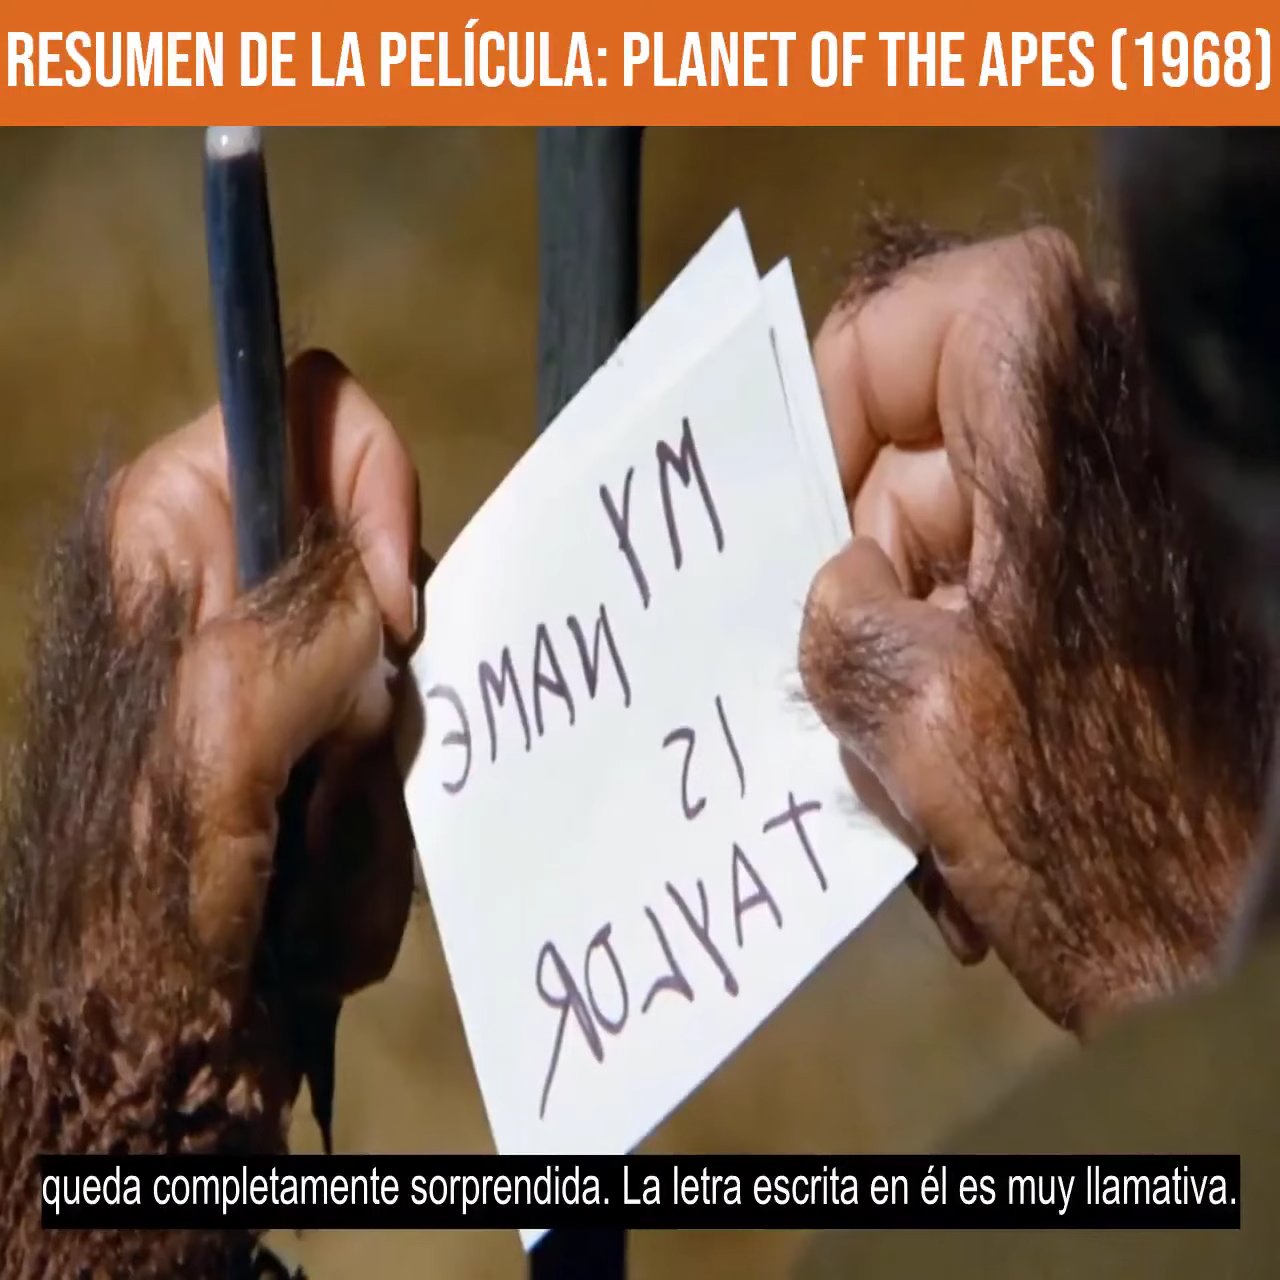 RESUMEN DE LA PELÍCULA: PLANET OF THE APES (1968)
MY
NAME
IS
TAYLOR
queda completamente sorprendida. La letra escrita en él es muy llamativa.